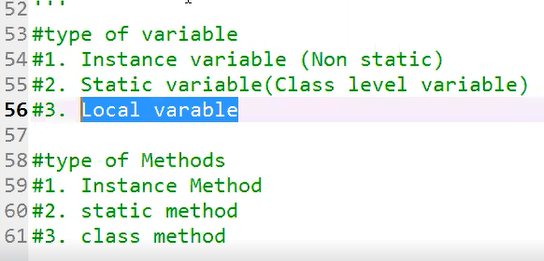 52
53 #type of variable
54 #1. Instance variable (Non static)
55 #2. Static variable(Class level variable)
56 #3. Local varable
57
58 #type of Methods
59 #1. Instance Method
60 #2. static method
61 #3. class method